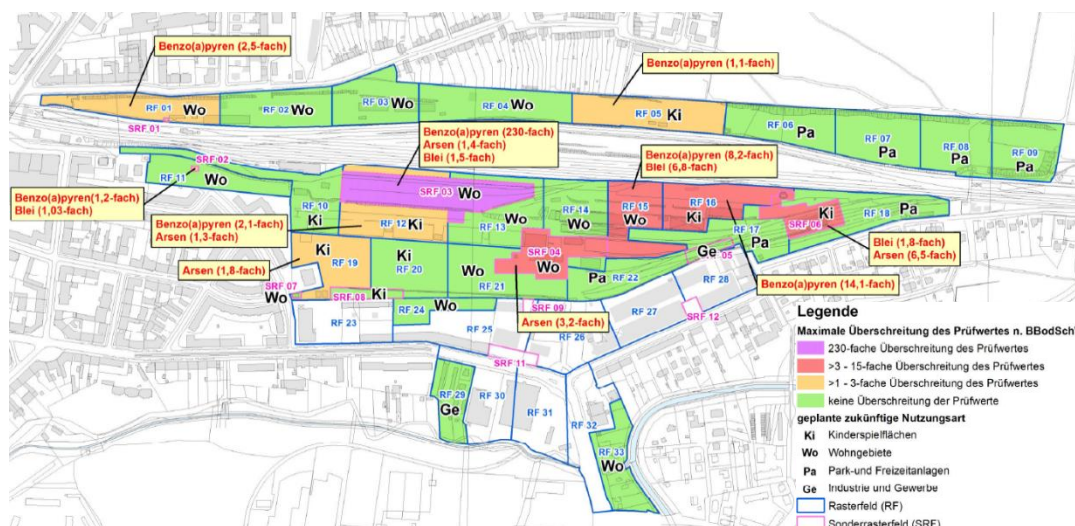 Benzo(a)pyren (2,5-fach)
Benzo(a)pyren (1,1-fach)
RF 01 Wo
RF 02 Wo
RF 03 Wo
RF 04 Wo
RF 05 Ki
RF 06
Pa
RF 07
Pa
RF 08
Pa
RF 09
Pa
SRF 01
Benzo(a)pyren (230-fach)
Arsen (1,4-fach)
Blei (1,5-fach)
Benzo(a)pyren (8,2-fach)
Blei (6,8-fach)
SRF 02
RF 11
Wo
Benzo(a)pyren(1,2-fach)
Blei (1,03-fach)
RF 10
Ki
SRF 03 Wo
RF 12 Ki
Wo
RF 13
RF 14
Wo
RF 15
Wo
RF 16
Ki
RF 17
Pa
Ki
SRF 06
RF 18 Pa
Benzo(a)pyren (2,1-fach)
Arsen (1,3-fach)
Blei (1,8-fach)
Arsen (6,5-fach)
Arsen (1,8-fach)
Ki
RF 19
Ki
RF 20
Wo
RF 21
SRF 04
Wo
Pa
RF 22
Ge
05
RF 28
Benzo(a)pyren (14,1-fach)
SRF 07
Wo
SRF 08 Ki
RF 24 Wo
SRF 09
Arsen (3,2-fach)
RF 27
SRF 12
RF 23
RF 25
RF 26
SRF 11
RF 29
Ge
RF 30
RF 31
RF 32
RF 33
Wo
Legende
Maximale Überschreitung des Prüfwertes n. BBodSchV
230-fache Überschreitung des Prüfwertes
>3 - 15-fache Überschreitung des Prüfwertes
>1 - 3-fache Überschreitung des Prüfwertes
keine Überschreitung der Prüfwerte
geplante zukünftige Nutzungsart
Ki Kinderspielflächen
Wo Wohngebiete
Pa Park-und Freizeitanlagen
Ge Industrie und Gewerbe
Rasterfeld (RF)
Sonderrasterfeld (SRF)